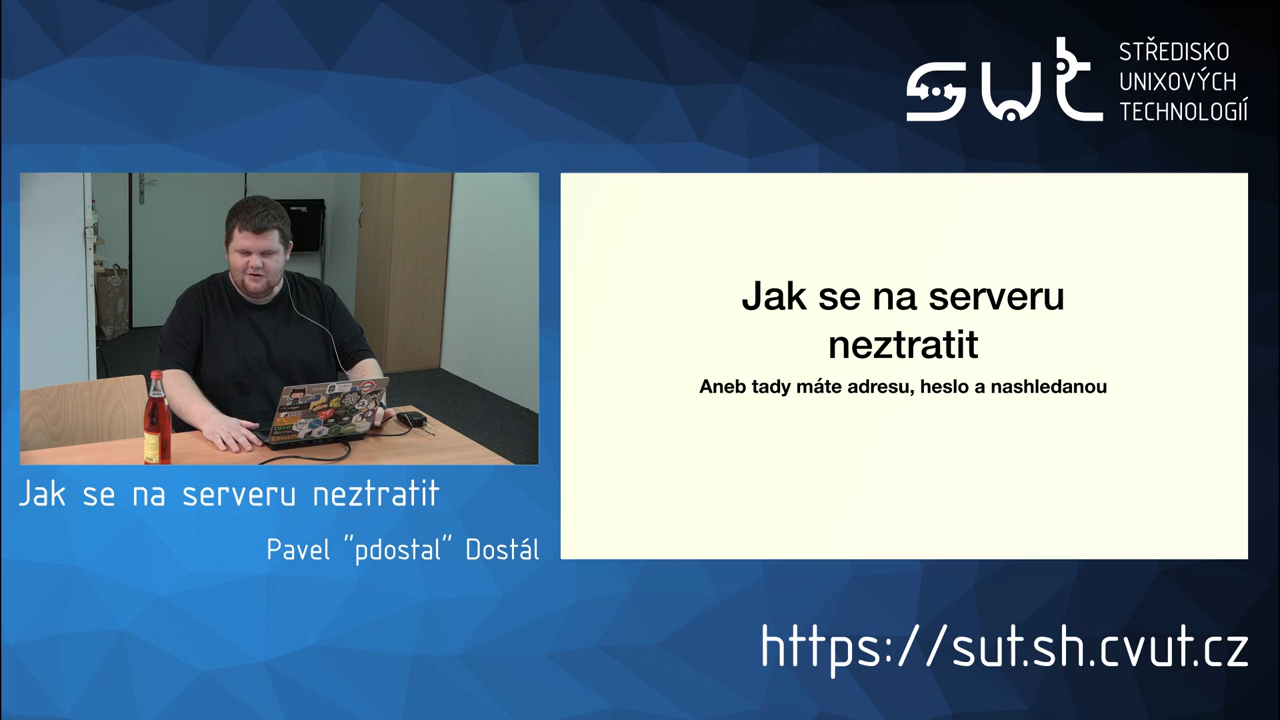 sut
STŘEDISKO
UNIXOVÝCH
TECHNOLOGIÍ
Jak se na serveru
neztratit
Aneb tady máte adresu, heslo a nashledanou
Jak se na serveru neztratit
Pavel "pdostal" Dostál
https://sut.sh.cvut.cz